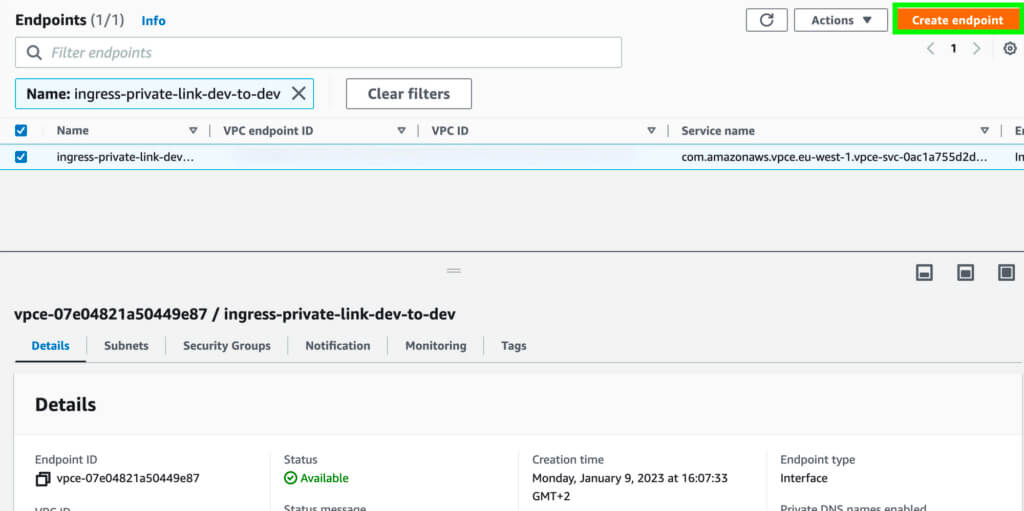 Endpoints (1/1) Info Actions Create endpoint
Filter endpoints 1
Name: ingress-private-link-dev-to-dev Clear filters
Name VPC endpoint ID VPC ID Service name
ingress-private-link-dev... com.amazonaws.vpce.eu-west-1.vpce-svc-0ac1a755d2d...
vpce-07e04821a50449e87 / ingress-private-link-dev-to-dev
Details Subnets Security Groups Notification Monitoring Tags
Details
Endpoint ID Status Creation time Endpoint type
vpce-07e04821a50449e87 Available Monday, January 9, 2023 at 16:07:33 Interface
GMT+2
VPC ID Status message Private DNS names enabled